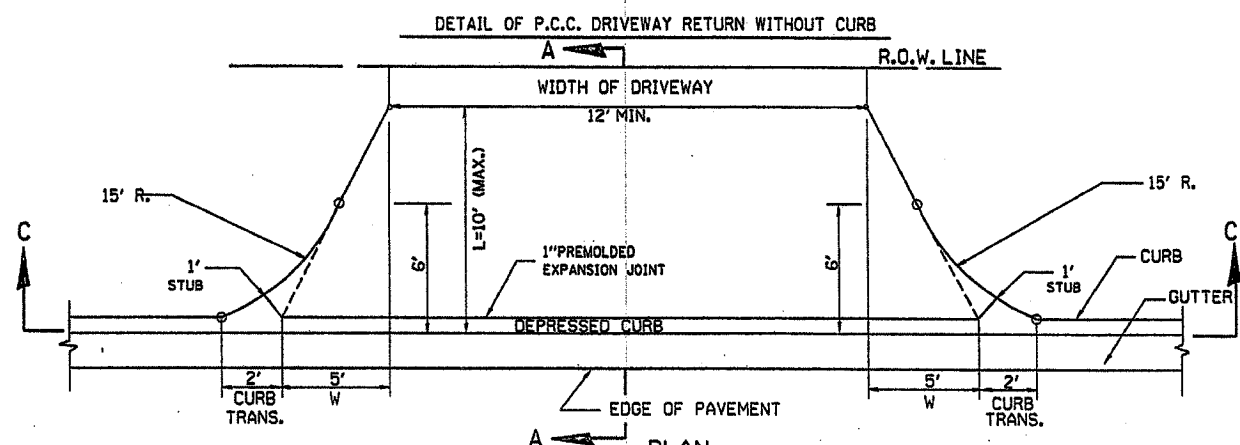 DETAIL OF P.C.C. DRIVEWAY RETURN WITHOUT CURB
A
R.O.W. LINE
WIDTH OF DRIVEWAY
12' MIN.
15' R.
L=10' (MAX.)
15' R.
C
C
6'
6'
1"PREMOLDED
EXPANSION JOINT
1'
STUB
1'
STUB
CURB
GUTTER
DEPRESSED CURB
2'
CURB
TRANS.
5'
W
5'
W
2'
CURB
TRANS.
EDGE OF PAVEMENT
A
PLAN